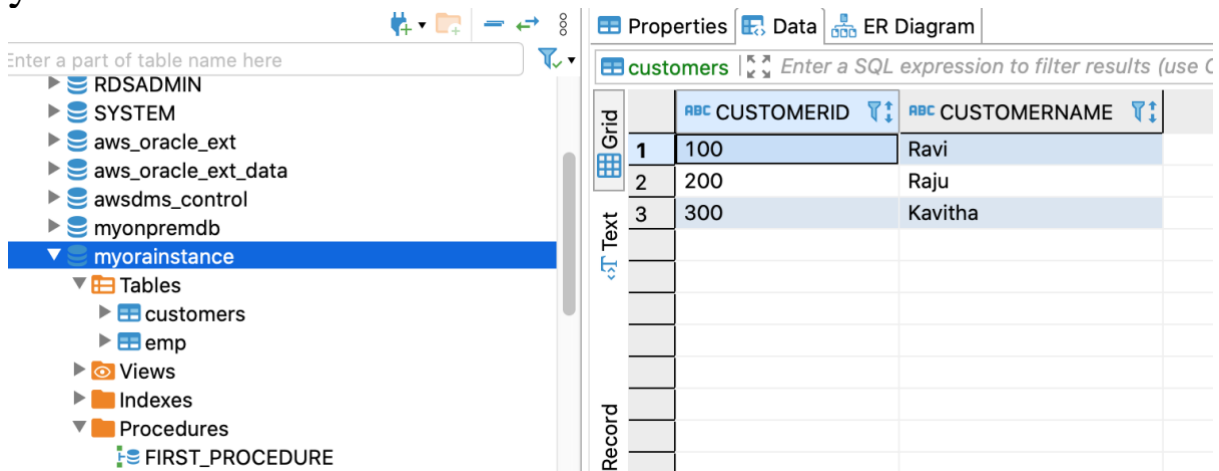 Properties Data ER Diagram
Enter a part of table name here
customers Enter a SQL expression to filter results (use
RDSADMIN
SYSTEM
aws_oracle_ext
aws_oracle_ext_data
awsdms_control
myonpremdb
myorainstance
Tables
customers
emp
Views
Indexes
Procedures
FIRST_PROCEDURE
Grid
Text
Record
ABC CUSTOMERID ABC CUSTOMERNAME
1 100 Ravi
2 200 Raju
3 300 Kavitha